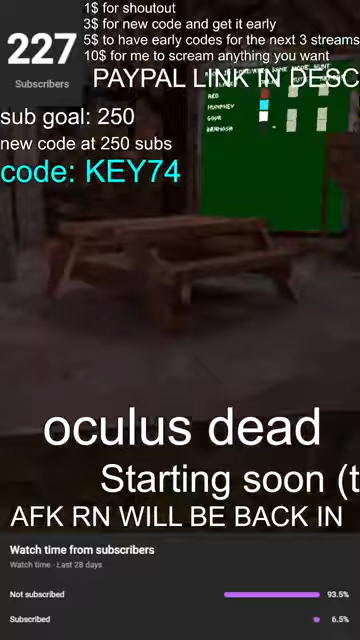 1$ for shoutout
3$ for new code and get it early
5$ to have early codes for the next 3 streams
10$ for me to scream anything you want
227
Subscribers
PAYPAL LINK IN DESC
sub goal: 250
new code at 250 subs
code: KEY74
oculus dead
Starting soon (t
AFK RN WILL BE BACK IN
Watch time from subscribers
Watch time · Last 28 days
Not subscribed 93.5%
Subscribed 6.5%